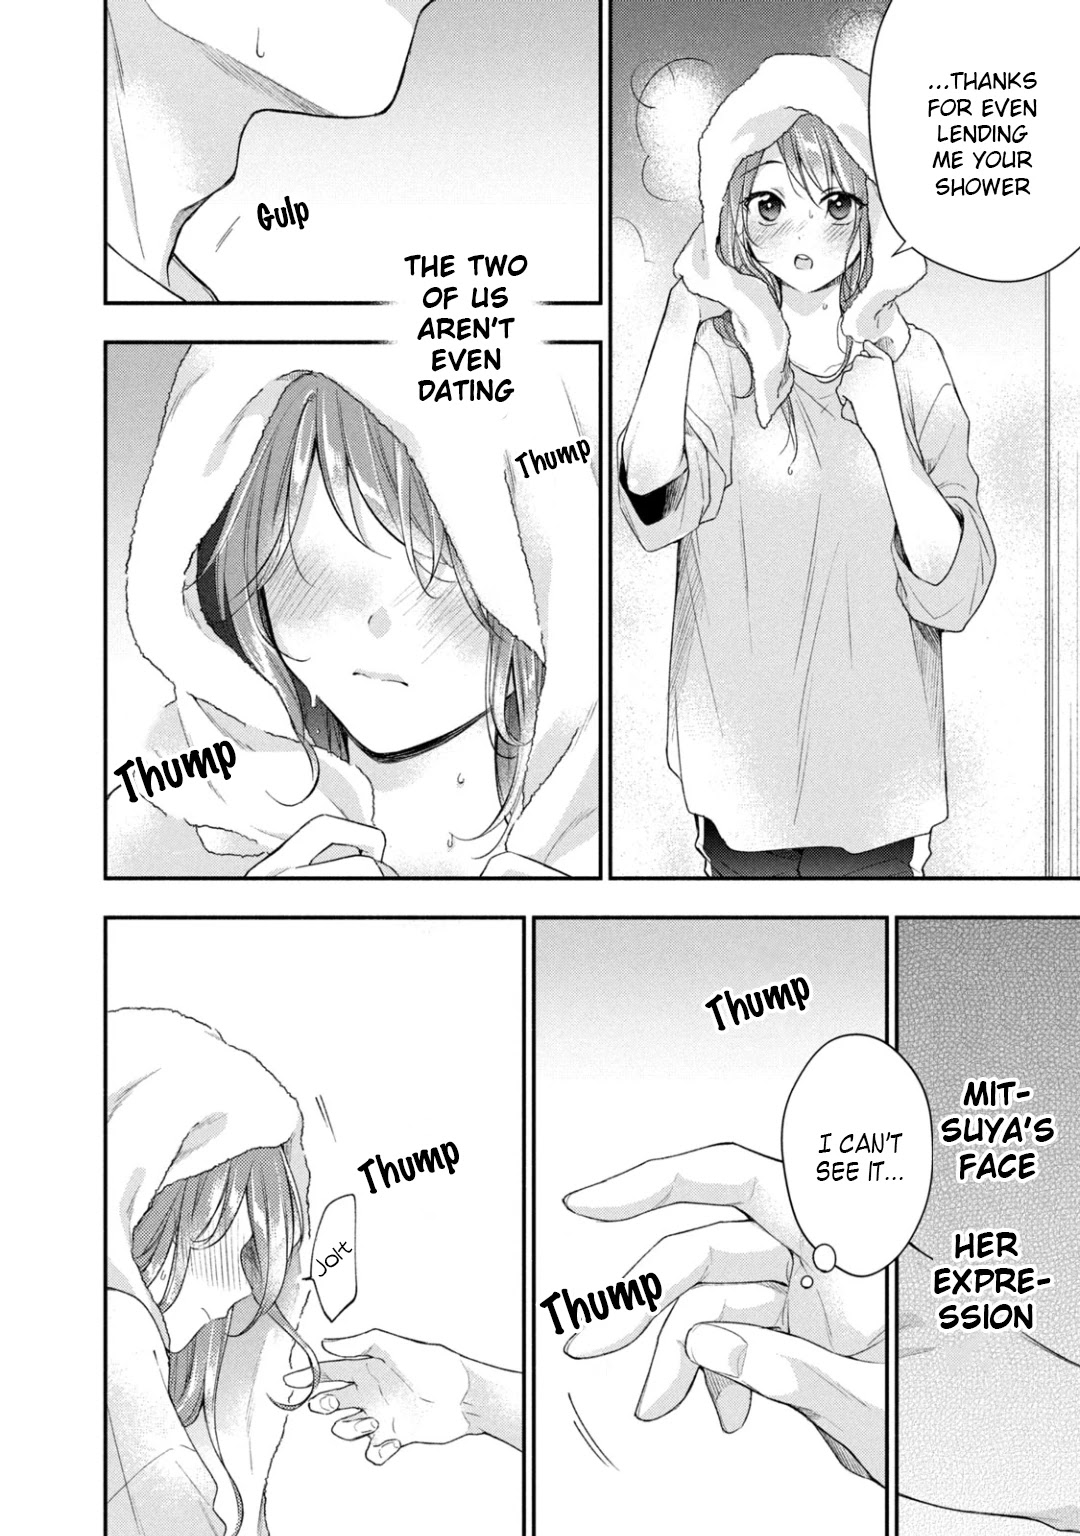 ...THANKS
FOR EVEN
LENDING
ME YOUR
SHOWER
Gulp
THE TWO
OF US
AREN'T
EVEN
DATING
Thump
Thump
MIT-
SUYA'S
FACE
HER
EXPRE-
SSION
Thump
I CAN'T
SEE IT...
Thump
Thump
Jolt